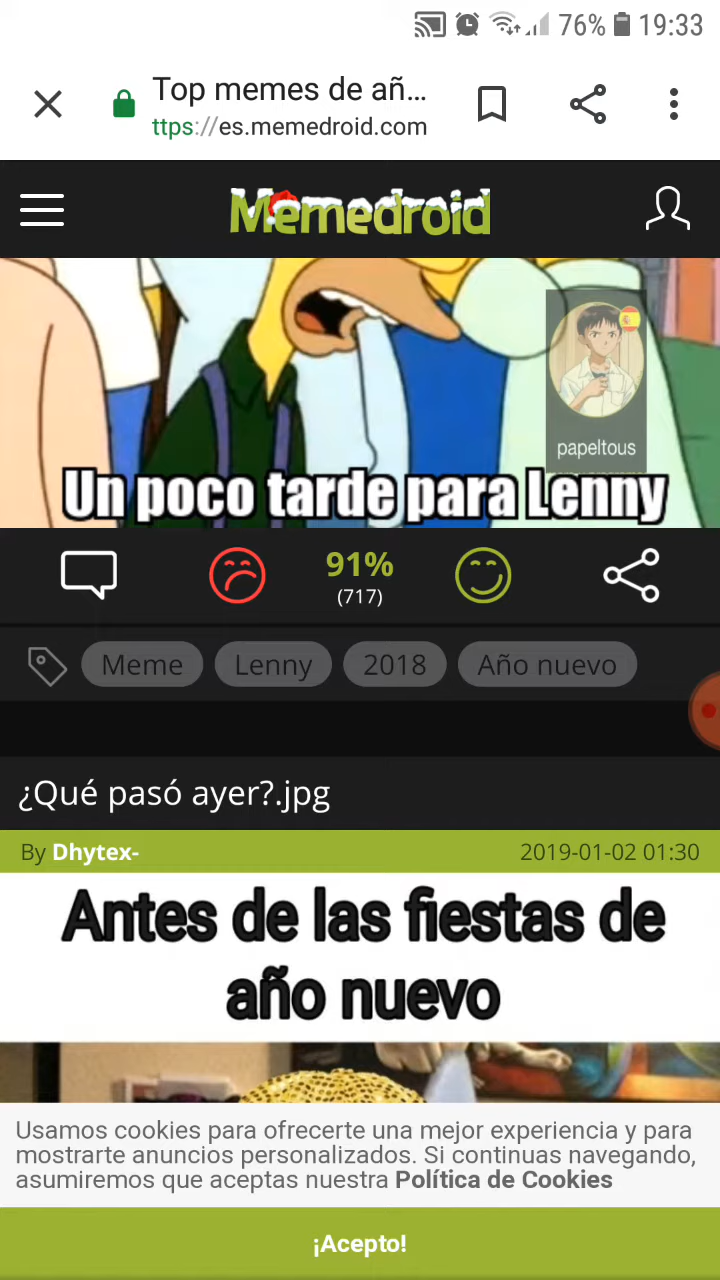 76% 19:33
Top memes de añ...
ttps://es.memedroid.com
Memedroid
papeltous
Un poco tarde para Lenny
91%
(717)
Meme Lenny 2018 Año nuevo
¿Qué pasó ayer?.jpg
By Dhytex- 2019-01-02 01:30
Antes de las fiestas de
año nuevo
Usamos cookies para ofrecerte una mejor experiencia y para
mostrarte anuncios personalizados. Si continuas navegando,
asumiremos que aceptas nuestra Política de Cookies
¡Acepto!